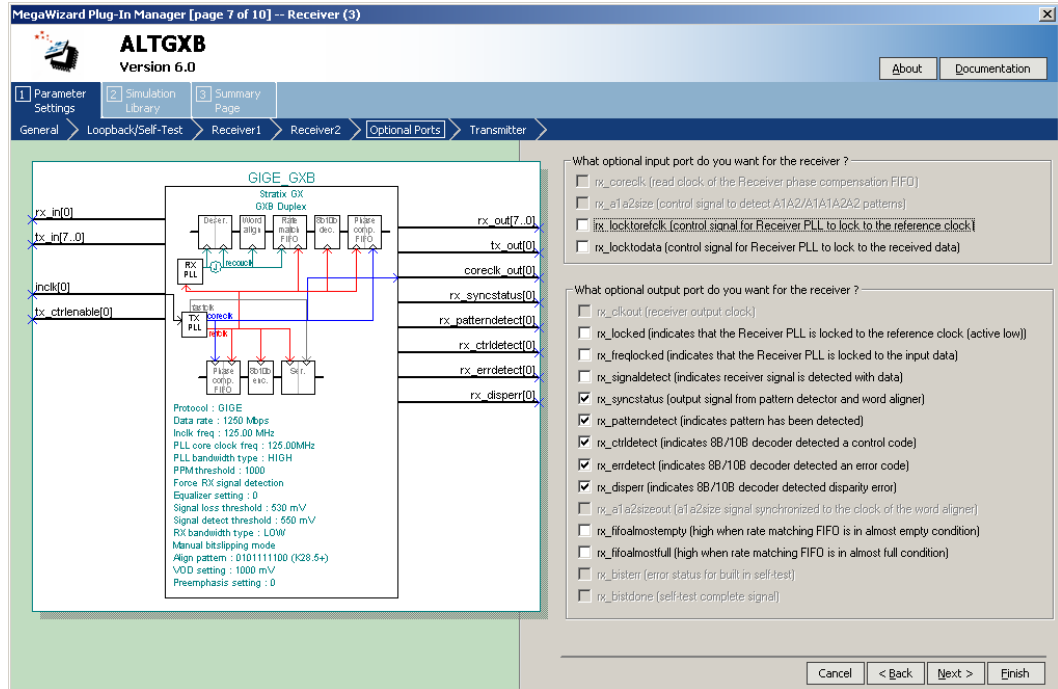 MegaWizard Plug-In Manager [page 7 of 10] -- Receiver (3)
ALTGXB
Version 6.0
About
Documentation
1 Parameter Settings
2 Simulation Library
3 Summary Page
General
Loopback/Self-Test
Receiver1
Receiver2
Optional Ports
Transmitter
GIGE_GXB
Stratix GX
GXB Duplex
rx_in[0]
tx_in[7..0]
inclk[0]
tx_ctrlenable[0]
Deser.
Word align
Rate match FIFO
8b10b dec.
Phase comp. FIFO
RX PLL
recovclk
fastclk
coreclk
TX PLL
refclk
Phase comp. FIFO
8b10b enc.
Ser.
rx_out[7..0]
tx_out[0]
coreclk_out[0]
rx_syncstatus[0]
rx_patterndetect[0]
rx_ctrldetect[0]
rx_errdetect[0]
rx_disperr[0]
Protocol : GIGE
Data rate : 1250 Mbps
Inclk freq : 125.00 MHz
PLL core clock freq : 125.00MHz
PLL bandwidth type : HIGH
PPM threshold : 1000
Force RX signal detection
Equalizer setting : 0
Signal loss threshold : 530 mV
Signal detect threshold : 550 mV
RX bandwidth type : LOW
Manual bitslipping mode
Align pattern : 0101111100 (K28.5+)
VOD setting : 1000 mV
Preemphasis setting : 0
What optional input port do you want for the receiver ?
rx_coreclk (read clock of the Receiver phase compensation FIFO)
rx_a1a2size (control signal to detect A1A2/A1A1A2A2 patterns)
rx_locktorefclk (control signal for Receiver PLL to lock to the reference clock)
rx_locktodata (control signal for Receiver PLL to lock to the received data)
What optional output port do you want for the receiver ?
rx_clkout (receiver output clock)
rx_locked (indicates that the Receiver PLL is locked to the reference clock (active low))
rx_freqlocked (indicates that the Receiver PLL is locked to the input data)
rx_signaldetect (indicates receiver signal is detected with data)
rx_syncstatus (output signal from pattern detector and word aligner)
rx_patterndetect (indicates pattern has been detected)
rx_ctrldetect (indicates 8B/10B decoder detected a control code)
rx_errdetect (indicates 8B/10B decoder detected an error code)
rx_disperr (indicates 8B/10B decoder detected disparity error)
rx_a1a2sizeout (a1a2size signal synchronized to the clock of the word aligner)
rx_fifoalmostempty (high when rate matching FIFO is in almost empty condition)
rx_fifoalmostfull (high when rate matching FIFO is in almost full condition)
rx_bisterr (error status for built in self-test)
rx_bistdone (self-test complete signal)
Cancel
< Back
Next >
Finish